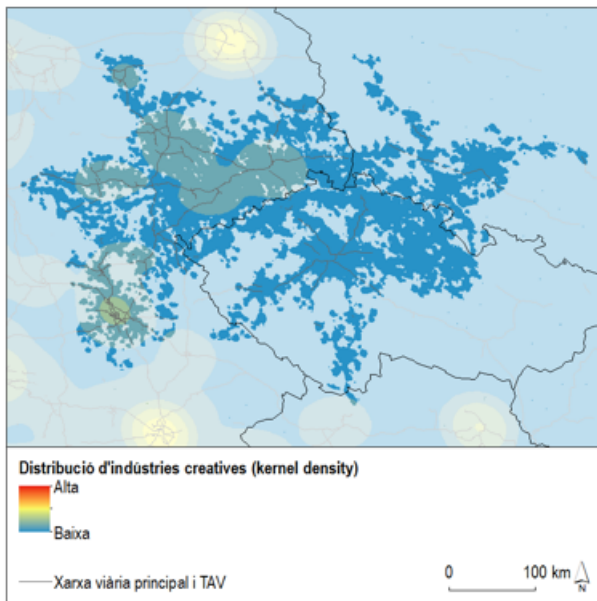 Distribució d'indústries creatives (kernel density)
Alta
Baixa
Xarxa viària principal i TAV
0 100 km
N